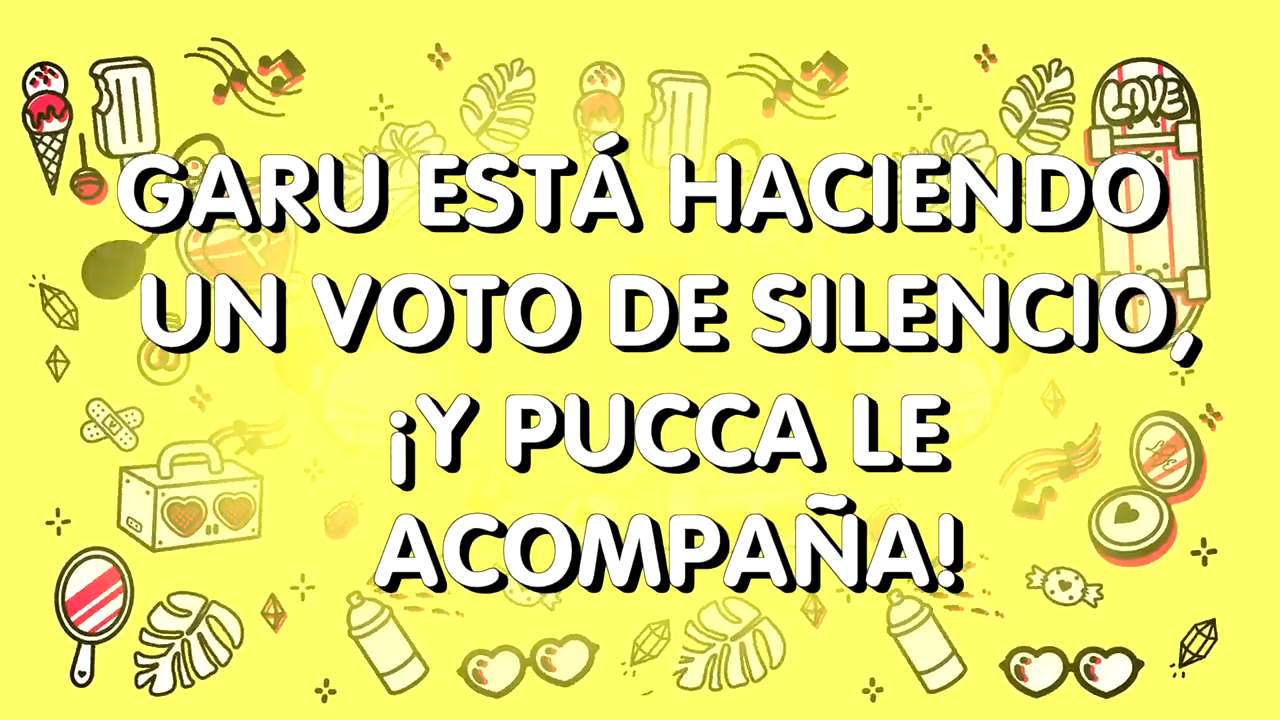 LOVE
GARU ESTÁ HACIENDO
UN VOTO DE SILENCIO,
¡Y PUCCA LE
ACOMPAÑA!